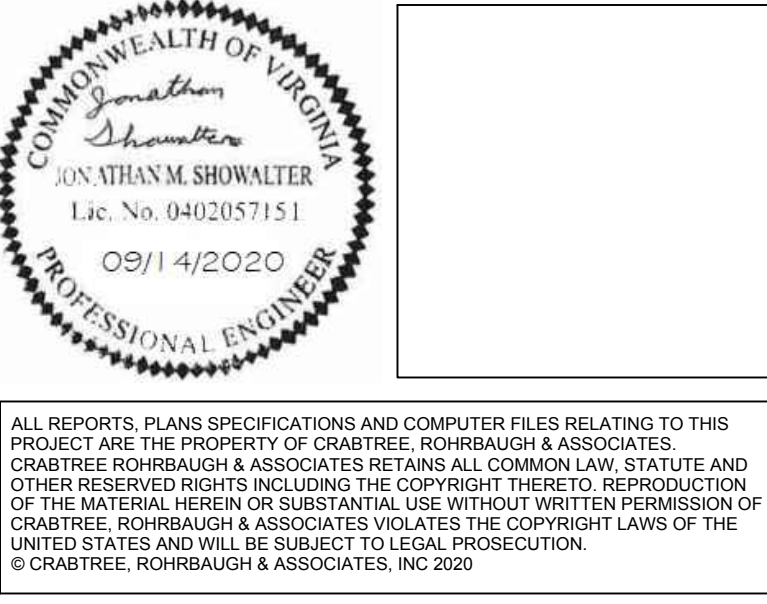 COMMONWEALTH OF VIRGINIA
Jonathan
Showalter
JONATHAN M. SHOWALTER
Lic. No. 0402057151
09/14/2020
PROFESSIONAL ENGINEER
ALL REPORTS, PLANS SPECIFICATIONS AND COMPUTER FILES RELATING TO THIS
PROJECT ARE THE PROPERTY OF CRABTREE, ROHRBAUGH & ASSOCIATES.
CRABTREE ROHRBAUGH & ASSOCIATES RETAINS ALL COMMON LAW, STATUTE AND
OTHER RESERVED RIGHTS INCLUDING THE COPYRIGHT THERETO. REPRODUCTION
OF THE MATERIAL HEREIN OR SUBSTANTIAL USE WITHOUT WRITTEN PERMISSION OF
CRABTREE, ROHRBAUGH & ASSOCIATES VIOLATES THE COPYRIGHT LAWS OF THE
UNITED STATES AND WILL BE SUBJECT TO LEGAL PROSECUTION.
© CRABTREE, ROHRBAUGH & ASSOCIATES, INC 2020